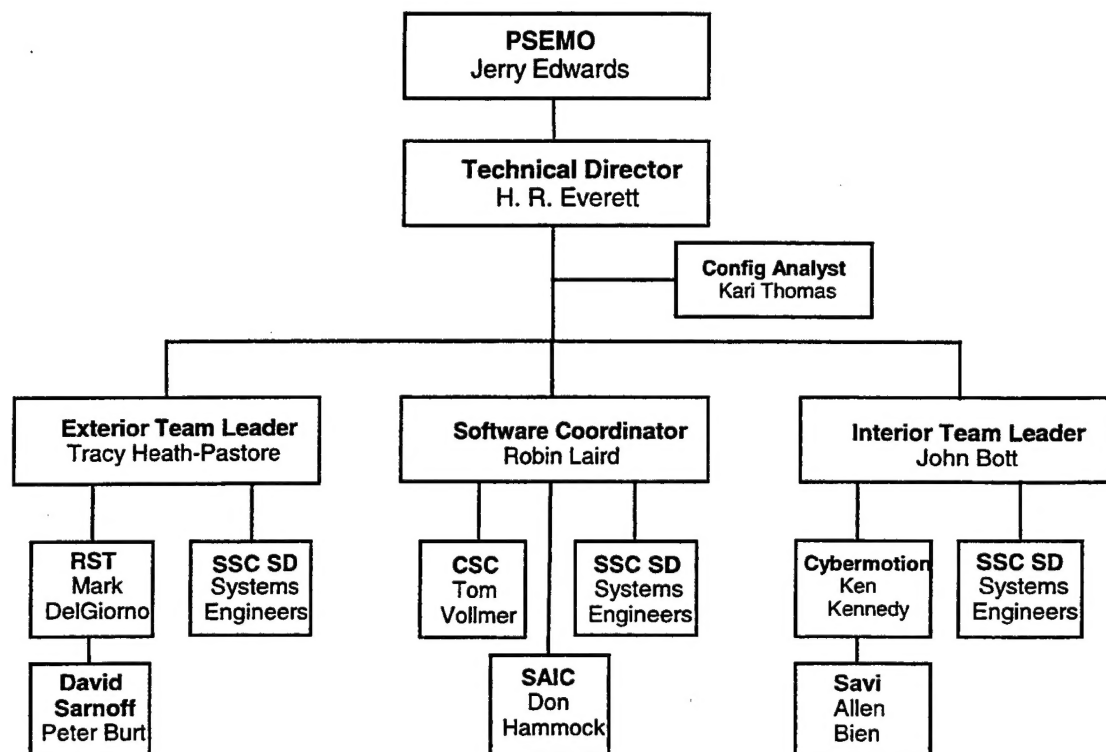 PSEMO
Jerry Edwards
Technical Director
H. R. Everett
Config Analyst
Kari Thomas
Exterior Team Leader
Tracy Heath-Pastore
Software Coordinator
Robin Laird
Interior Team Leader
John Bott
RST
Mark
DelGiorno
SSC SD
Systems
Engineers
CSC
Tom
Vollmer
SSC SD
Systems
Engineers
Cybermotion
Ken
Kennedy
SSC SD
Systems
Engineers
David
Sarnoff
Peter Burt
SAIC
Don
Hammock
Savi
Allen
Bien